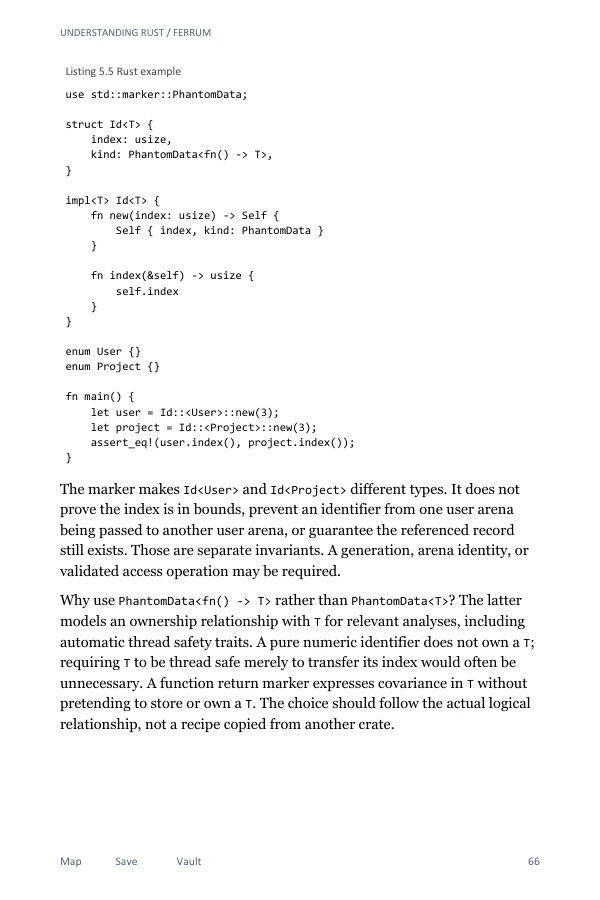 UNDERSTANDING RUST / FERRUM
Listing 5.5 Rust example
use std::marker::PhantomData;
struct Id<T> {
    index: usize,
    kind: PhantomData<fn() -> T>,
}
impl<T> Id<T> {
    fn new(index: usize) -> Self {
        Self { index, kind: PhantomData }
    }
    fn index(&self) -> usize {
        self.index
    }
}
enum User {}
enum Project {}
fn main() {
    let user = Id::<User>::new(3);
    let project = Id::<Project>::new(3);
    assert_eq!(user.index(), project.index());
}
The marker makes Id<User> and Id<Project> different types. It does not
prove the index is in bounds, prevent an identifier from one user arena
being passed to another user arena, or guarantee the referenced record
still exists. Those are separate invariants. A generation, arena identity, or
validated access operation may be required.
Why use PhantomData<fn() -> T> rather than PhantomData<T>? The latter
models an ownership relationship with T for relevant analyses, including
automatic thread safety traits. A pure numeric identifier does not own a T;
requiring T to be thread safe merely to transfer its index would often be
unnecessary. A function return marker expresses covariance in T without
pretending to store or own a T. The choice should follow the actual logical
relationship, not a recipe copied from another crate.
Map Save Vault 66